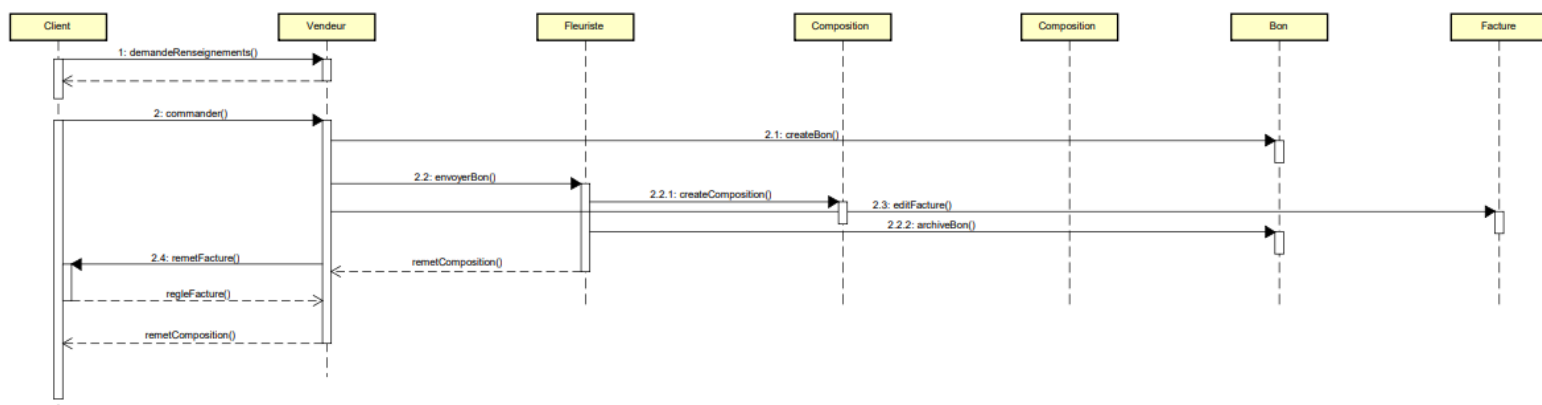 Client
Vendeur
Fleuriste
Composition
Composition
Bon
Facture
1: demandeRenseignements()
2: commander()
2.1: createBon()
2.2: envoyerBon()
2.2.1: createComposition()
2.3: editFacture()
2.2.2: archiveBon()
2.4: remetFacture()
remetComposition()
regleFacture()
remetComposition()